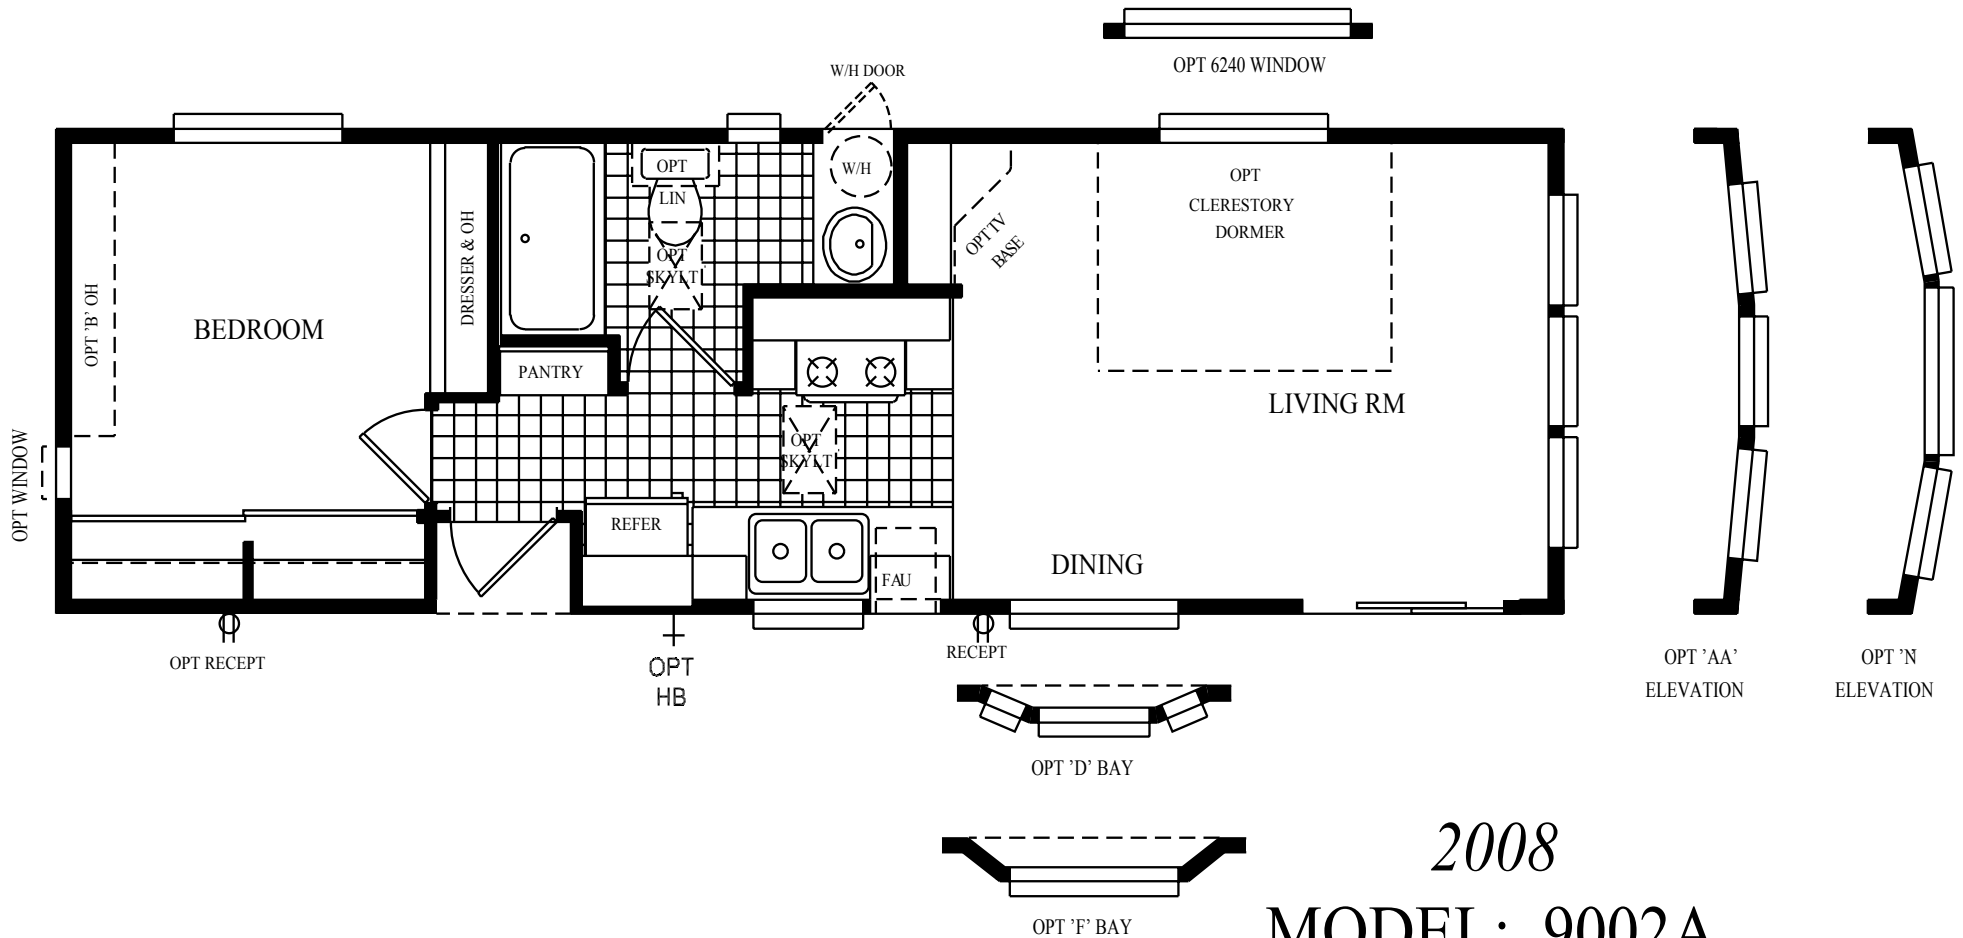 OPT 6240 WINDOW
W/H DOOR
OPT
LIN
W/H
OPT
CLERESTORY
DORMER
OPT TV
BASE
DRESSER & OH
OPT
SKYLT
OPT 'B' OH
BEDROOM
PANTRY
LIVING RM
OPT
SKYLT
OPT WINDOW
REFER
DINING
FAU
OPT RECEPT
OPT
HB
RECEPT
OPT 'AA'
ELEVATION
OPT 'N
ELEVATION
OPT 'D' BAY
2008
MODEL: 9002A
OPT 'F' BAY